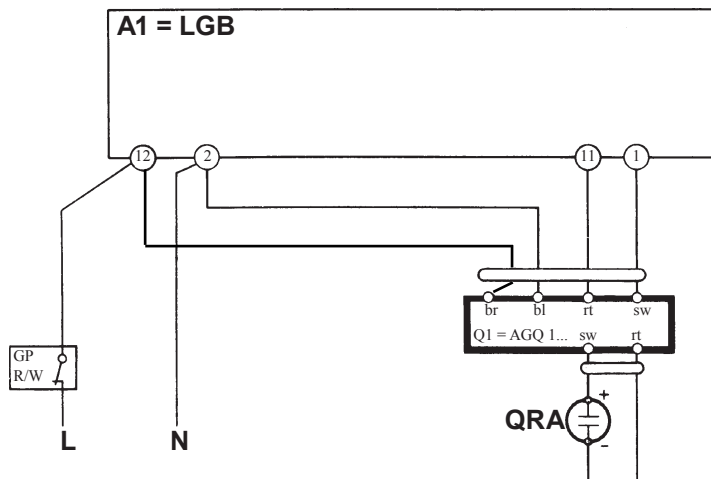 A1 = LGB
12 2 11 1
br bl rt sw
Q1 = AGQ 1... sw rt
GP
R/W
+
QRA
-
L N